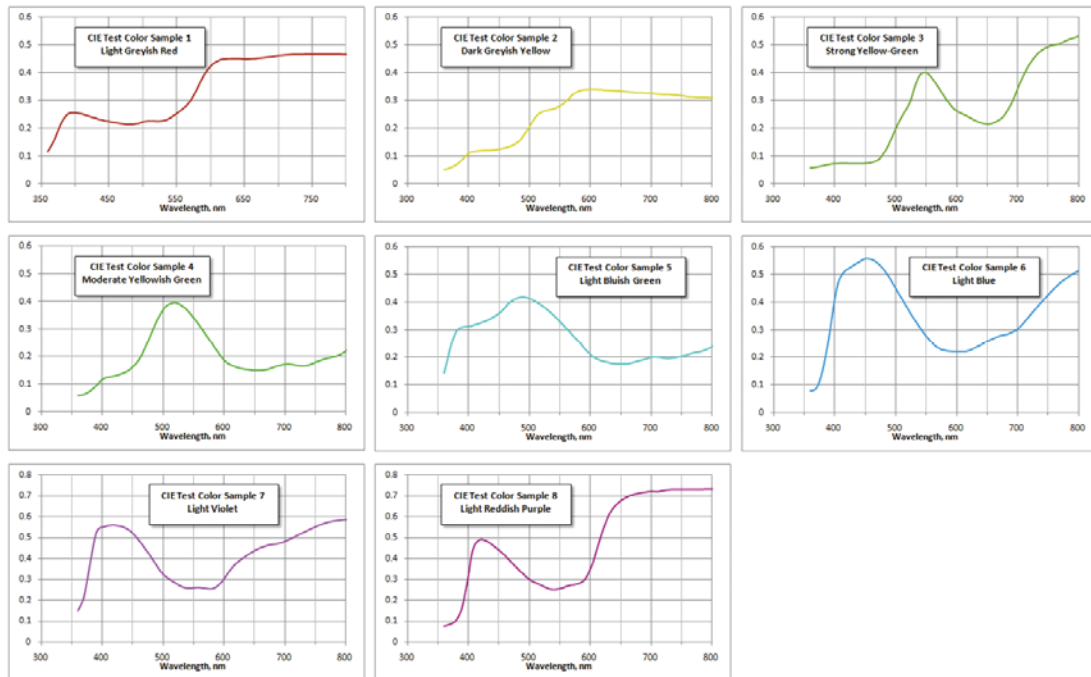 CIE Test Color Sample 1
Light Greyish Red
0.6
0.5
0.4
0.3
0.2
0.1
0
350 450 550 650 750
Wavelength, nm
CIE Test Color Sample 2
Dark Greyish Yellow
0.6
0.5
0.4
0.3
0.2
0.1
0
300 400 500 600 700 800
Wavelength, nm
CIE Test Color Sample 3
Strong Yellow-Green
0.6
0.5
0.4
0.3
0.2
0.1
0
300 400 500 600 700 800
Wavelength, nm
CIE Test Color Sample 4
Moderate Yellowish Green
0.6
0.5
0.4
0.3
0.2
0.1
0
300 400 500 600 700 800
Wavelength, nm
CIE Test Color Sample 5
Light Bluish Green
0.6
0.5
0.4
0.3
0.2
0.1
0
300 400 500 600 700 800
Wavelength, nm
CIE Test Color Sample 6
Light Blue
0.6
0.5
0.4
0.3
0.2
0.1
0
300 400 500 600 700 800
Wavelength, nm
CIE Test Color Sample 7
Light Violet
0.8
0.7
0.6
0.5
0.4
0.3
0.2
0.1
0
300 400 500 600 700 800
Wavelength, nm
CIE Test Color Sample 8
Light Reddish Purple
0.8
0.7
0.6
0.5
0.4
0.3
0.2
0.1
0
300 400 500 600 700 800
Wavelength, nm